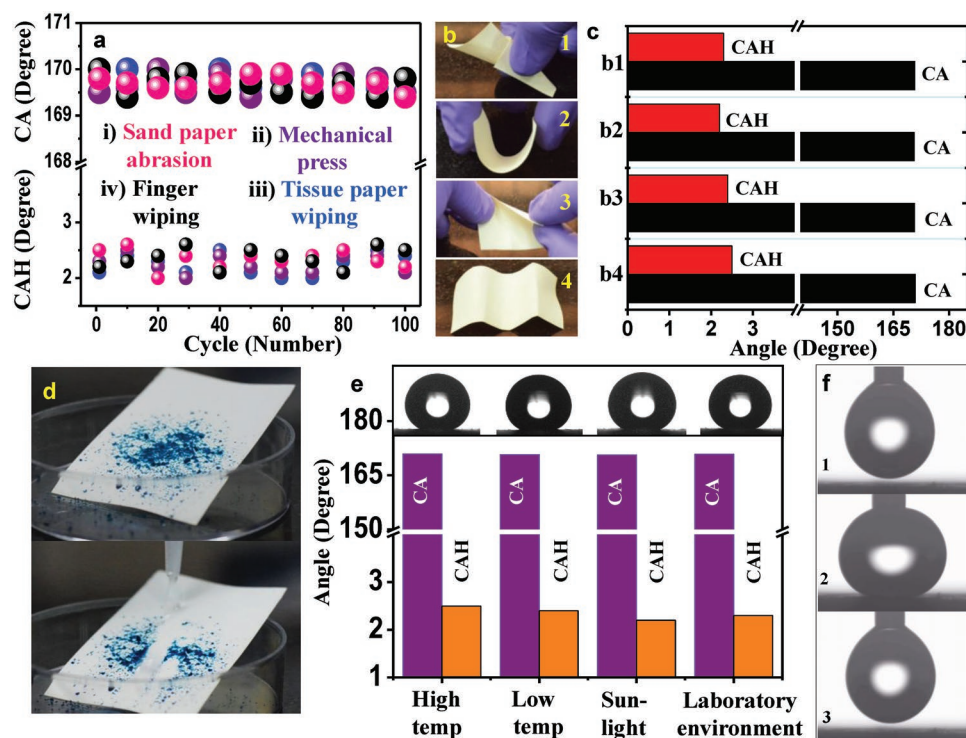 a
CA (Degree)
171
170
169
168
i) Sand paper
abrasion
ii) Mechanical
press
iv) Finger
wiping
iii) Tissue paper
wiping
CAH (Degree)
3
2
0 20 40 60 80 100
Cycle (Number)
b
1
2
3
4
c
b1
CAH
CA
b2
CAH
CA
b3
CAH
CA
b4
CAH
CA
0 1 2 3 150 165 180
Angle (Degree)
d
e
Angle (Degree)
180
165
150
3
2
1
CA
CAH
CA
CAH
CA
CAH
CA
CAH
High
temp
Low
temp
Sun-
light
Laboratory
environment
f
1
2
3